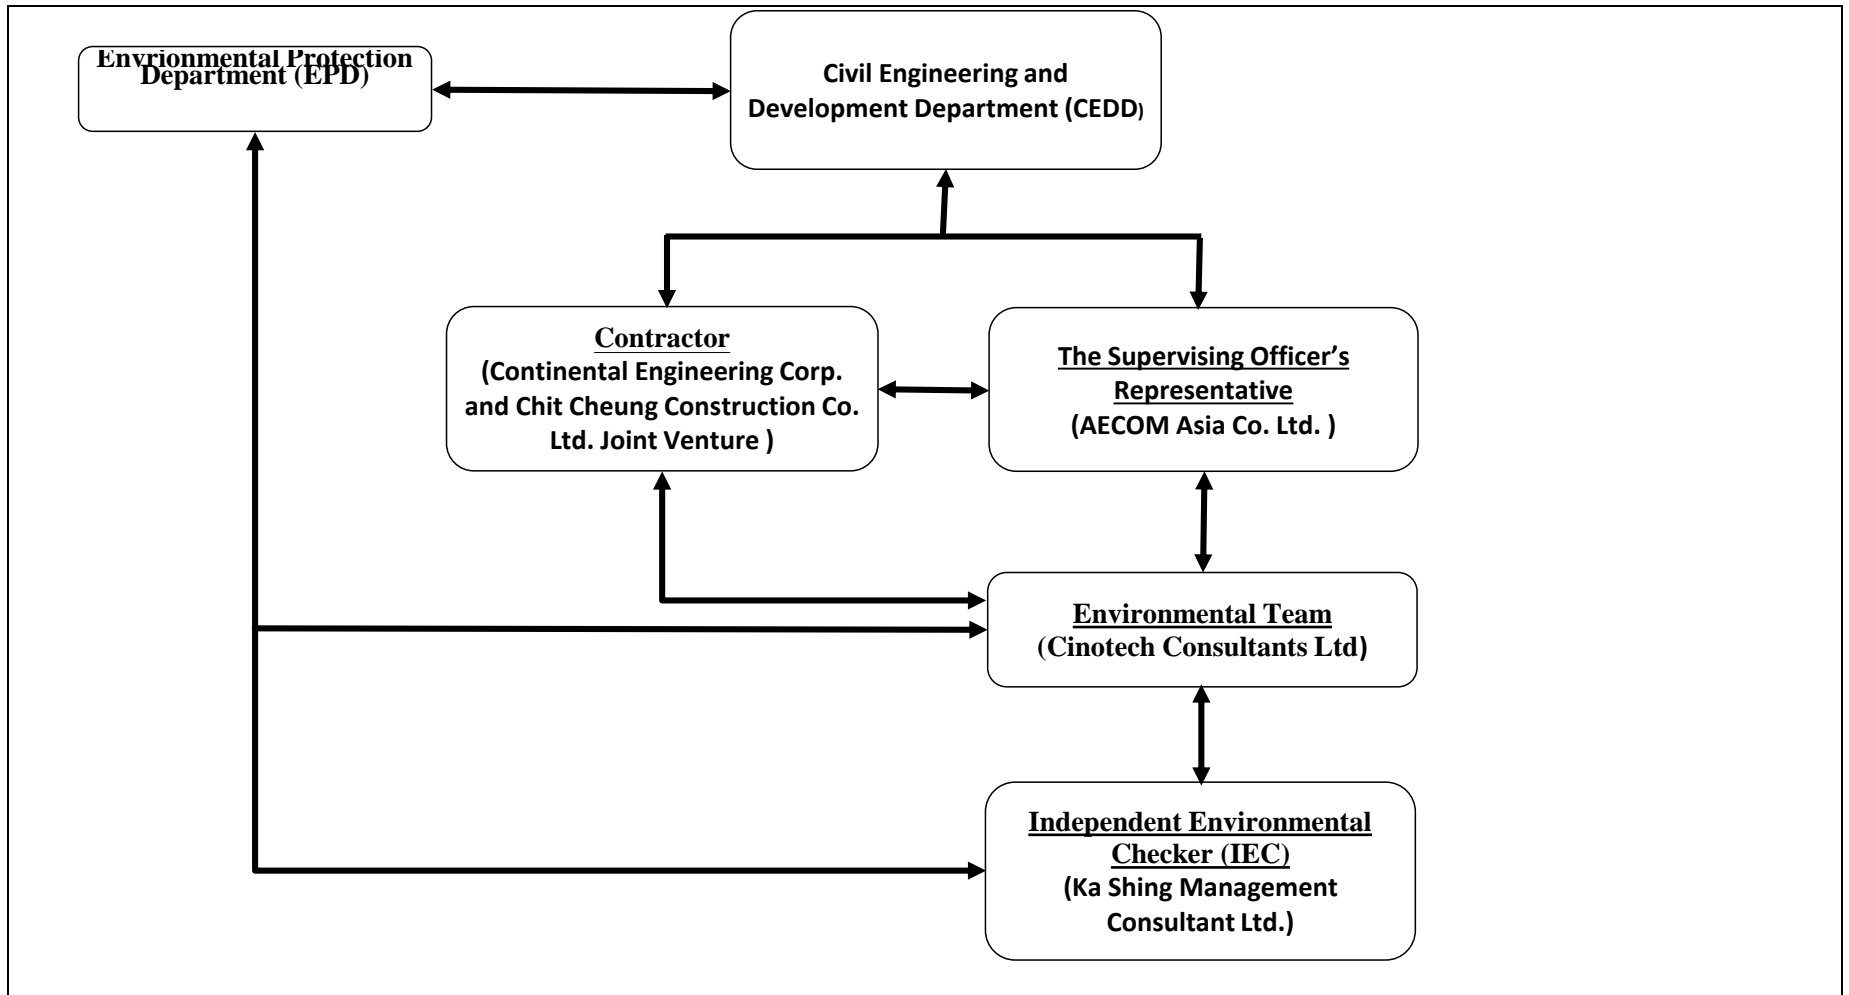 Envrionmental Protection
Department (EPD)
Civil Engineering and
Development Department (CEDD)
Contractor
(Continental Engineering Corp.
and Chit Cheung Construction Co.
Ltd. Joint Venture )
The Supervising Officer’s
Representative
(AECOM Asia Co. Ltd. )
Environmental Team
(Cinotech Consultants Ltd)
Independent Environmental
Checker (IEC)
(Ka Shing Management
Consultant Ltd.)